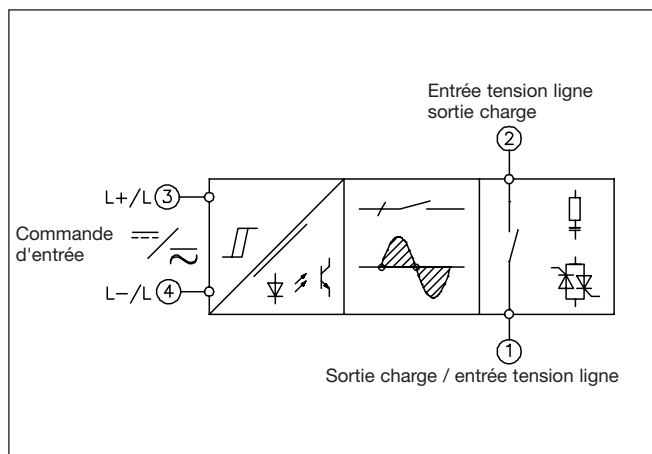 Entrée tension ligne
sortie charge
2
L+/L 3
Commande
d'entrée
L−/L 4
1
Sortie charge / entrée tension ligne